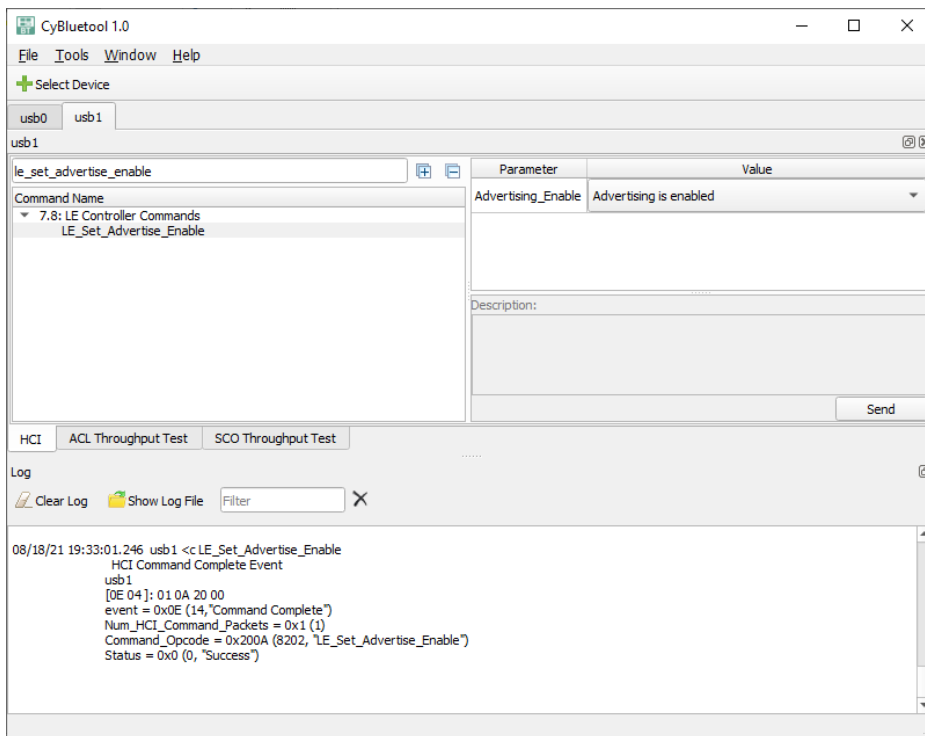 CyBluetool 1.0
File Tools Window Help
Select Device
usb0 usb1
usb1
le_set_advertise_enable
Command Name
7.8: LE Controller Commands
LE_Set_Advertise_Enable
Parameter Value
Advertising_Enable Advertising is enabled
Description:
Send
HCI ACL Throughput Test SCO Throughput Test
Log
Clear Log Show Log File Filter
08/18/21 19:33:01.246 usb1 <c LE_Set_Advertise_Enable
HCI Command Complete Event
usb1
[0E 04]: 01 0A 20 00
event = 0x0E (14,"Command Complete")
Num_HCI_Command_Packets = 0x1 (1)
Command_Opcode = 0x200A (8202, "LE_Set_Advertise_Enable")
Status = 0x0 (0, "Success")